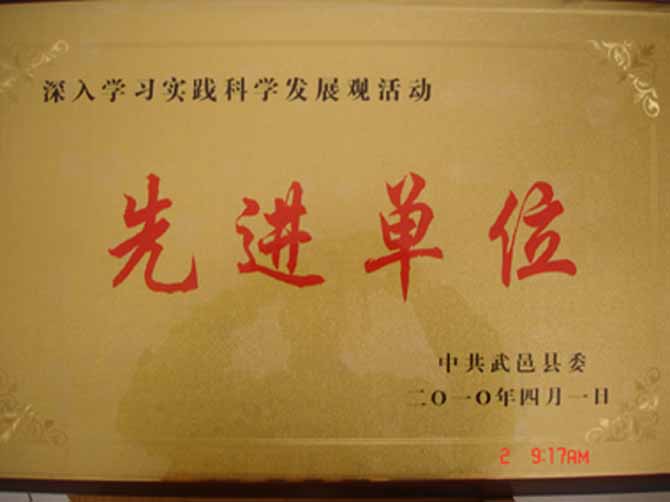 深入学习实践科学发展观活动
先进单位
中共武邑县委
二〇一〇年四月一日
2 9:17AM